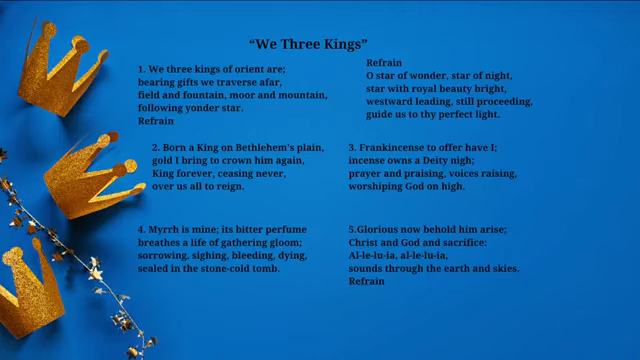 “We Three Kings”
1. We three kings of orient are;
bearing gifts we traverse afar,
field and fountain, moor and mountain,
following yonder star.
Refrain
Refrain
O star of wonder, star of night,
star with royal beauty bright,
westward leading, still proceeding,
guide us to thy perfect light.
2. Born a King on Bethlehem's plain,
gold I bring to crown him again,
King forever, ceasing never,
over us all to reign.
3. Frankincense to offer have I;
incense owns a Deity nigh;
prayer and praising, voices raising,
worshiping God on high.
4. Myrrh is mine; its bitter perfume
breathes a life of gathering gloom;
sorrowing, sighing, bleeding, dying,
sealed in the stone-cold tomb.
5.Glorious now behold him arise;
Christ and God and sacrifice:
Al-le-lu-ia, al-le-lu-ia,
sounds through the earth and skies.
Refrain